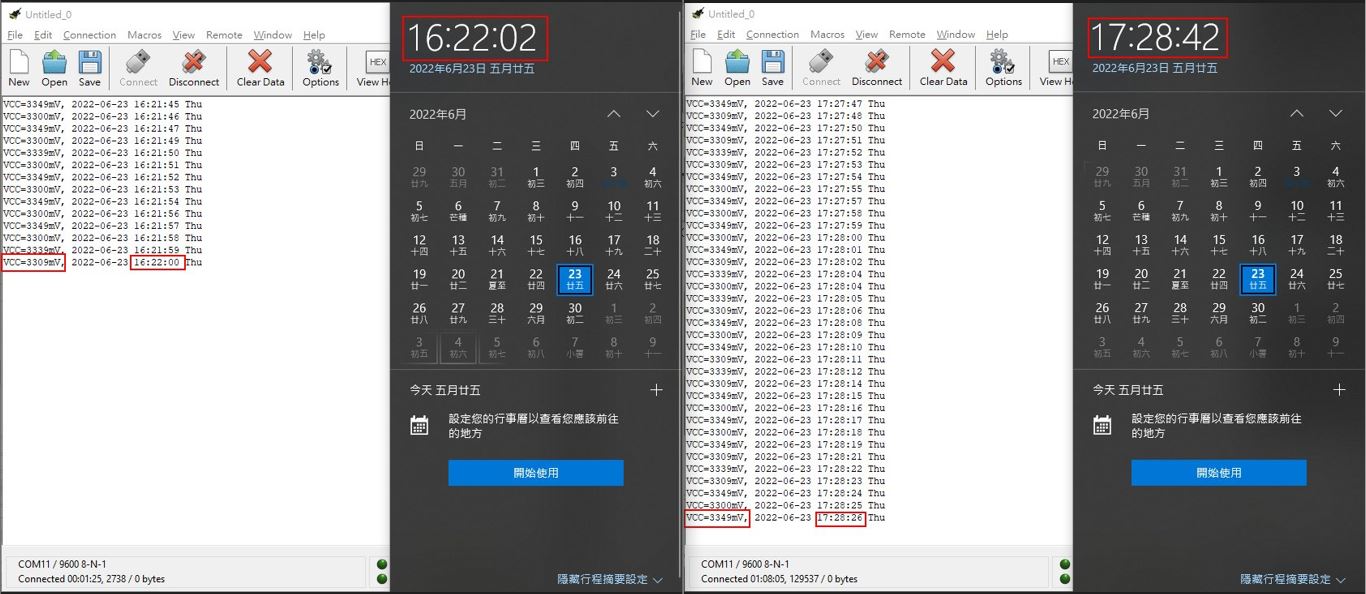 Untitled_0
File Edit Connection Macros View Remote Window Help
New Open Save Connect Disconnect Clear Data Options HEX View H
VCC=3349mV, 2022-06-23 16:21:45 Thu
VCC=3300mV, 2022-06-23 16:21:46 Thu
VCC=3349mV, 2022-06-23 16:21:47 Thu
VCC=3300mV, 2022-06-23 16:21:49 Thu
VCC=3339mV, 2022-06-23 16:21:50 Thu
VCC=3300mV, 2022-06-23 16:21:51 Thu
VCC=3349mV, 2022-06-23 16:21:52 Thu
VCC=3300mV, 2022-06-23 16:21:53 Thu
VCC=3349mV, 2022-06-23 16:21:54 Thu
VCC=3300mV, 2022-06-23 16:21:56 Thu
VCC=3349mV, 2022-06-23 16:21:57 Thu
VCC=3300mV, 2022-06-23 16:21:58 Thu
VCC=3339mV, 2022-06-23 16:21:59 Thu
VCC=3309mV, 2022-06-23 16:22:00 Thu
COM11 / 9600 8-N-1
Connected 00:01:25, 2738 / 0 bytes
16:22:02
2022年6月23日 五月廿五
2022年6月
日 一 二 三 四 五 六
29 30 31 1 2 3 4
廿九 五月 初二 初三 初四 初六
5 6 7 8 9 10 11
初七 芒種 初九 初十 十一 十二 十三
12 13 14 15 16 17 18
十四 十五 十六 十七 十八 十九 二十
19 20 21 22 23 24 25
廿一 廿二 夏至 廿四 廿五 廿六 廿七
26 27 28 29 30 1 2
廿八 廿九 三十 六月 初二 初三 初四
3 4 5 6 7 8 9
初五 初六 初七 初八 小暑 初十 十一
今天 五月廿五
設定您的行事曆以查看您應該前往
的地方
開始使用
隱藏行程摘要設定
Untitled_0
File Edit Connection Macros View Remote Window Help
New Open Save Connect Disconnect Clear Data Options HEX View H
VCC=3349mV, 2022-06-23 17:27:47 Thu
VCC=3309mV, 2022-06-23 17:27:48 Thu
VCC=3349mV, 2022-06-23 17:27:50 Thu
VCC=3309mV, 2022-06-23 17:27:51 Thu
VCC=3339mV, 2022-06-23 17:27:52 Thu
VCC=3309mV, 2022-06-23 17:27:53 Thu
VCC=3349mV, 2022-06-23 17:27:54 Thu
VCC=3300mV, 2022-06-23 17:27:55 Thu
VCC=3349mV, 2022-06-23 17:27:57 Thu
VCC=3300mV, 2022-06-23 17:27:58 Thu
VCC=3349mV, 2022-06-23 17:27:59 Thu
VCC=3300mV, 2022-06-23 17:28:00 Thu
VCC=3349mV, 2022-06-23 17:28:01 Thu
VCC=3309mV, 2022-06-23 17:28:02 Thu
VCC=3300mV, 2022-06-23 17:28:04 Thu
VCC=3339mV, 2022-06-23 17:28:05 Thu
VCC=3309mV, 2022-06-23 17:28:06 Thu
VCC=3349mV, 2022-06-23 17:28:08 Thu
VCC=3300mV, 2022-06-23 17:28:09 Thu
VCC=3349mV, 2022-06-23 17:28:10 Thu
VCC=3309mV, 2022-06-23 17:28:11 Thu
VCC=3339mV, 2022-06-23 17:28:12 Thu
VCC=3309mV, 2022-06-23 17:28:14 Thu
VCC=3349mV, 2022-06-23 17:28:15 Thu
VCC=3300mV, 2022-06-23 17:28:16 Thu
VCC=3349mV, 2022-06-23 17:28:17 Thu
VCC=3300mV, 2022-06-23 17:28:18 Thu
VCC=3349mV, 2022-06-23 17:28:19 Thu
VCC=3309mV, 2022-06-23 17:28:21 Thu
VCC=3339mV, 2022-06-23 17:28:22 Thu
VCC=3309mV, 2022-06-23 17:28:23 Thu
VCC=3349mV, 2022-06-23 17:28:24 Thu
VCC=3300mV, 2022-06-23 17:28:25 Thu
VCC=3349mV, 2022-06-23 17:28:26 Thu
COM11 / 9600 8-N-1
Connected 01:08:05, 129537 / 0 bytes
17:28:42
2022年6月23日 五月廿五
2022年6月
日 一 二 三 四 五 六
29 30 31 1 2 3 4
廿九 五月 初二 初三 初四 初六
5 6 7 8 9 10 11
初七 芒種 初九 初十 十一 十二 十三
12 13 14 15 16 17 18
十四 十五 十六 十七 十八 十九 二十
19 20 21 22 23 24 25
廿一 廿二 夏至 廿四 廿五 廿六 廿七
26 27 28 29 30 1 2
廿八 廿九 三十 六月 初二 初三 初四
3 4 5 6 7 8 9
初五 初六 初七 初八 小暑 初十 十一
今天 五月廿五
設定您的行事曆以查看您應該前往
的地方
開始使用
隱藏行程摘要設定